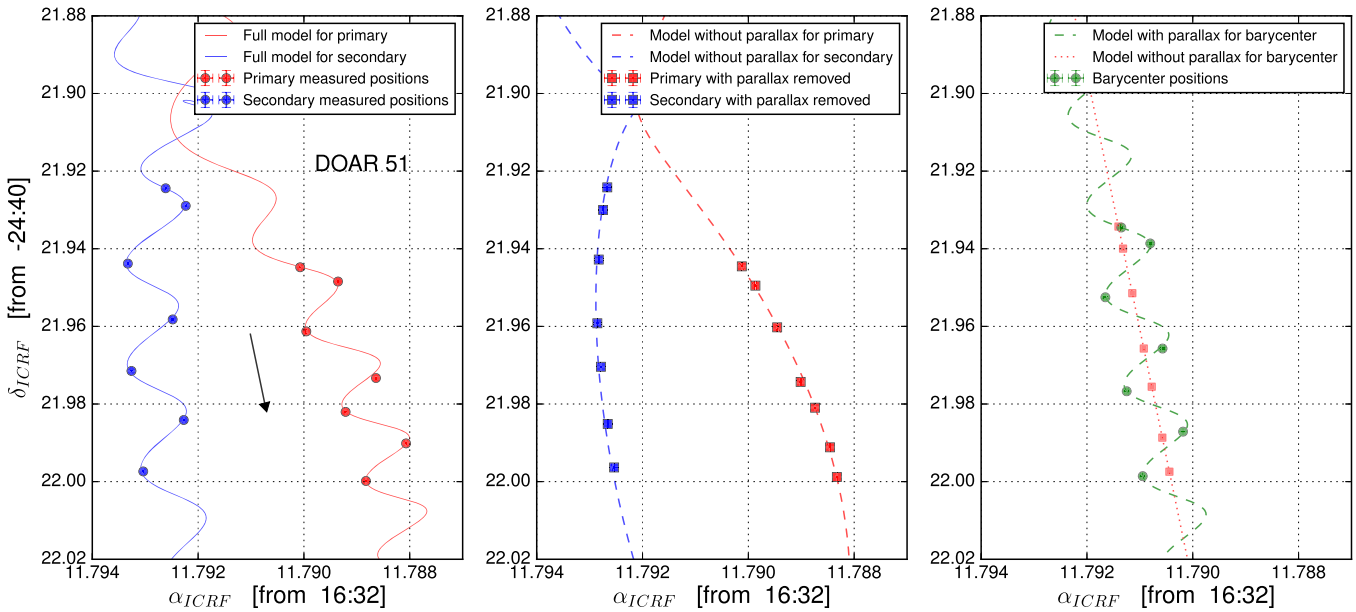 21.88
21.90
21.92
21.94
21.96
21.98
22.00
22.02
δICRF [from -24:40]
Full model for primary
Full model for secondary
Primary measured positions
Secondary measured positions
DOAR 51
11.794
11.792
11.790
11.788
αICRF [from 16:32]
21.88
21.90
21.92
21.94
21.96
21.98
22.00
22.02
Model without parallax for primary
Model without parallax for secondary
Primary with parallax removed
Secondary with parallax removed
11.794
11.792
11.790
11.788
αICRF [from 16:32]
21.88
21.90
21.92
21.94
21.96
21.98
22.00
22.02
Model with parallax for barycenter
Model without parallax for barycenter
Barycenter positions
11.794
11.792
11.790
11.788
αICRF [from 16:32]